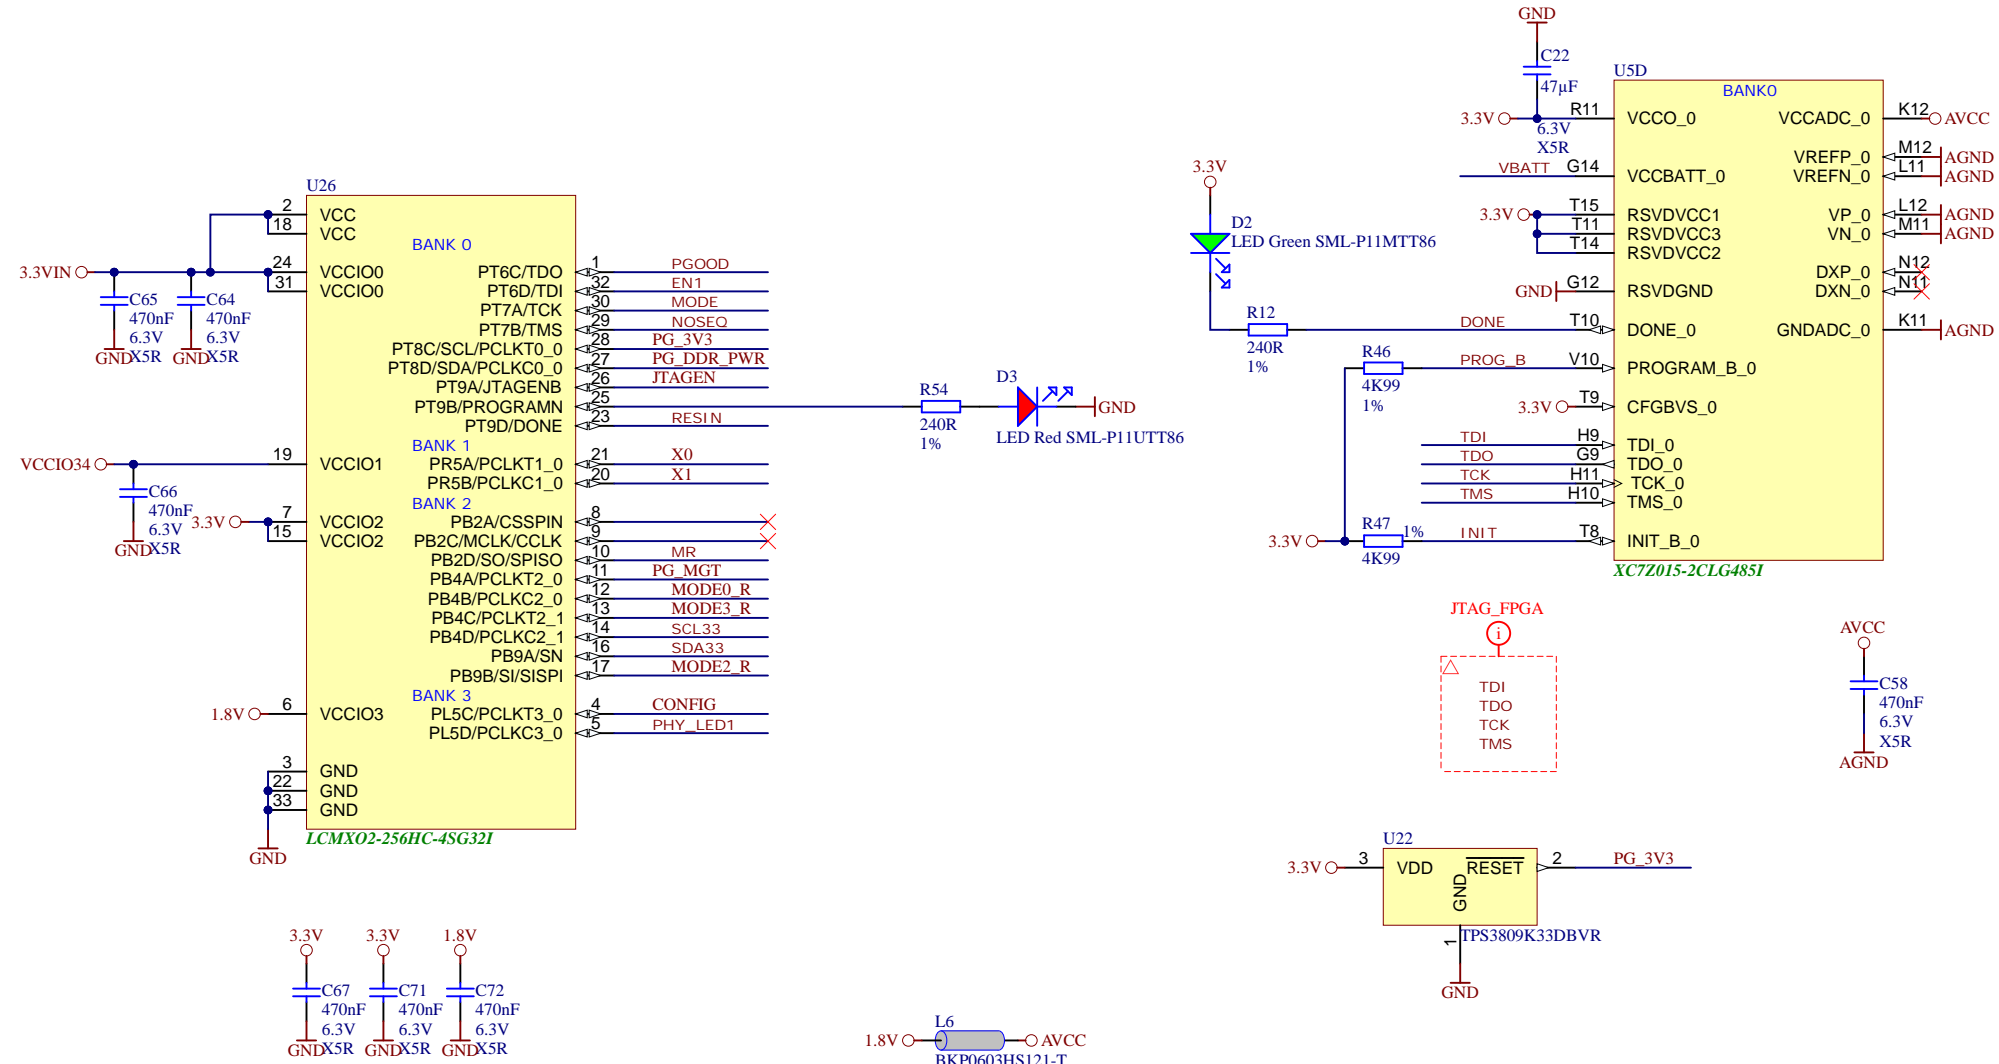 U26
2 VCC
18 VCC
BANK 0
3.3VIN
24 VCCIO0
31 VCCIO0
C65
470nF
6.3V
X5R
GND
C64
470nF
6.3V
X5R
GND
PT6C/TDO 1 PGOOD
PT6D/TDI 32 EN1
PT7A/TCK 30 MODE
PT7B/TMS 29 NOSEQ
PT8C/SCL/PCLKT0_0 28 PG_3V3
PT8D/SDA/PCLKC0_0 27 PG_DDR_PWR
PT9A/JTAGENB 26 JTAGEN
PT9B/PROGRAMN 25
PT9D/DONE 23 RESIN
R54
240R
1%
D3
LED Red SML-P11UTT86
GND
BANK 1
VCCIO34
19 VCCIO1
PR5A/PCLKT1_0 21 X0
PR5B/PCLKC1_0 20 X1
C66
470nF
6.3V
X5R
GND
BANK 2
3.3V
7 VCCIO2
15 VCCIO2
PB2A/CSSPIN 8
PB2C/MCLK/CCLK 9
PB2D/SO/SPISO 10 MR
PB4A/PCLKT2_0 11 PG_MGT
PB4B/PCLKC2_0 12 MODE0_R
PB4C/PCLKT2_1 13 MODE3_R
PB4D/PCLKC2_1 14 SCL33
PB9A/SN 16 SDA33
PB9B/SI/SISPI 17 MODE2_R
BANK 3
1.8V
6 VCCIO3
PL5C/PCLKT3_0 4 CONFIG
PL5D/PCLKC3_0 5 PHY_LED1
3 GND
22 GND
33 GND
GND
LCMXO2-256HC-4SG32I
3.3V
C67
470nF
6.3V
X5R
GND
3.3V
C71
470nF
6.3V
X5R
GND
1.8V
C72
470nF
6.3V
X5R
GND
1.8V
L6
AVCC
BKP0603HS121-T
GND
C22
47µF
6.3V
X5R
U5D
BANK0
3.3V R11 VCCO_0
VBATT G14 VCCBATT_0
3.3V
T15 RSVDVCC1
T11 RSVDVCC3
T14 RSVDVCC2
GND G12 RSVDGND
3.3V
D2
LED Green SML-P11MTT86
R12
240R
1%
DONE T10 DONE_0
R46
4K99
1%
PROG_B V10 PROGRAM_B_0
3.3V T9 CFGBVS_0
TDI H9 TDI_0
TDO G9 TDO_0
TCK H11 TCK_0
TMS H10 TMS_0
3.3V
R47 1%
4K99
INIT T8 INIT_B_0
VCCADC_0 K12 AVCC
VREFP_0 M12 AGND
VREFN_0 L11 AGND
VP_0 L12 AGND
VN_0 M11 AGND
DXP_0 N12
DXN_0 N11
GNDADC_0 K11 AGND
XC7Z015-2CLG485I
JTAG_FPGA
i
TDI
TDO
TCK
TMS
AVCC
C58
470nF
6.3V
X5R
AGND
U22
3.3V 3 VDD
RESET 2 PG_3V3
GND
1
TPS3809K33DBVR
GND